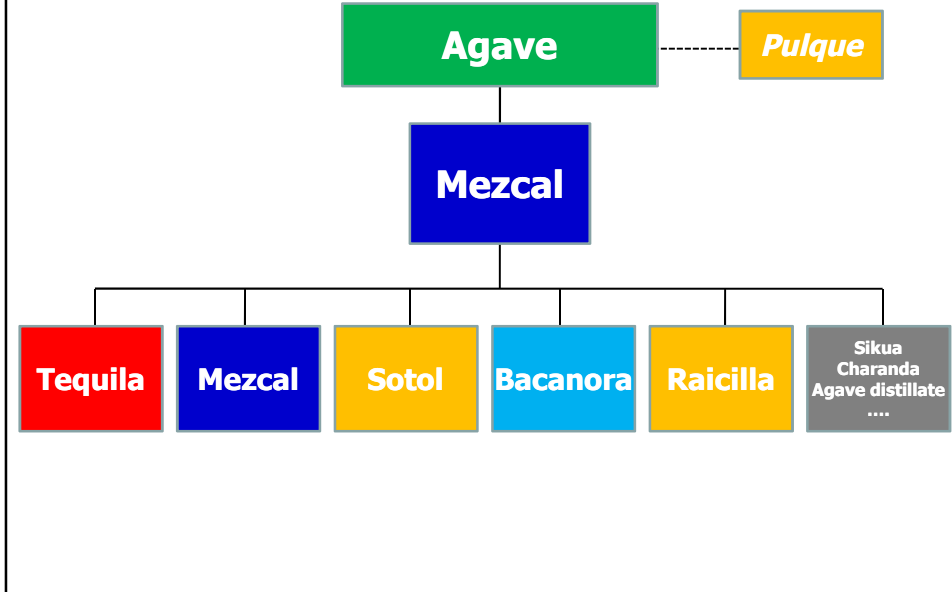 Agave
Pulque
Mezcal
Tequila
Mezcal
Sotol
Bacanora
Raicilla
Sikua
Charanda
Agave distillate
....